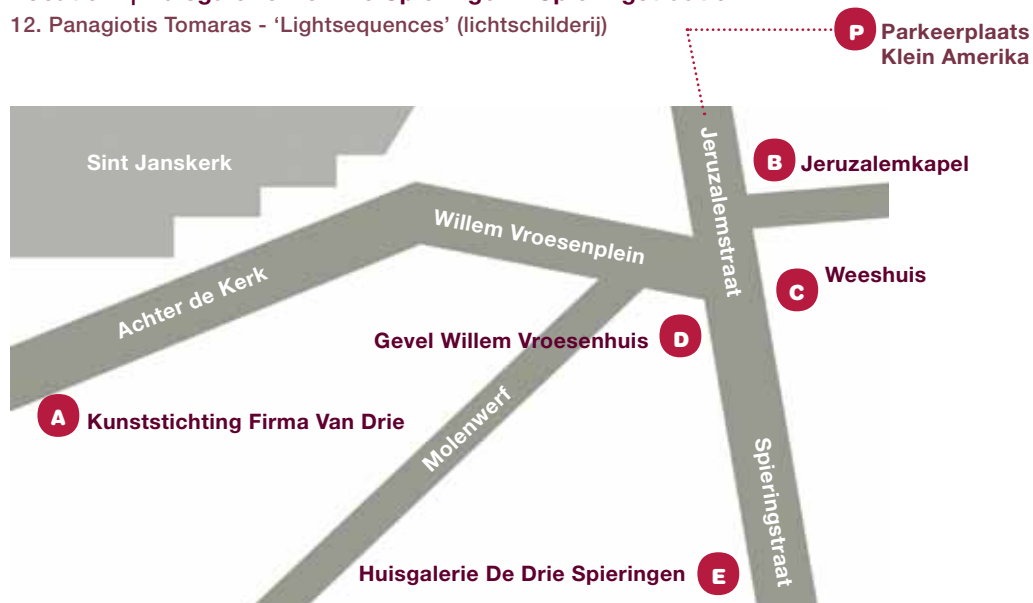 12. Panagiotis Tomaras - ‘Lightsequences’ (lichtschilderij)
P Parkeerplaats
Klein Amerika
Sint Janskerk
Jeruzalemstraat
B Jeruzalemkapel
Willem Vroesenplein
Achter de Kerk
C Weeshuis
Gevel Willem Vroesenhuis D
A Kunststichting Firma Van Drie
Molenwerf
Spieringstraat
Huisgalerie De Drie Spieringen E